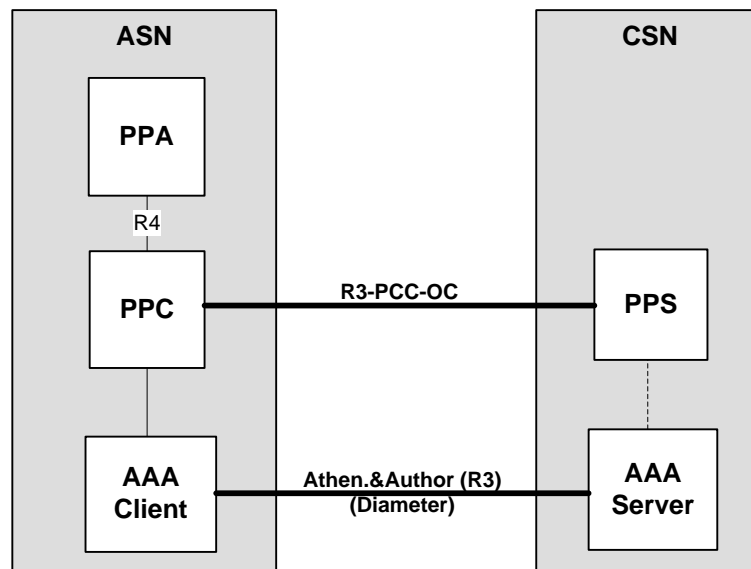 ASN
CSN
PPA
R4
PPC
R3-PCC-OC
PPS
AAA
Client
Athen.&Author (R3)
(Diameter)
AAA
Server